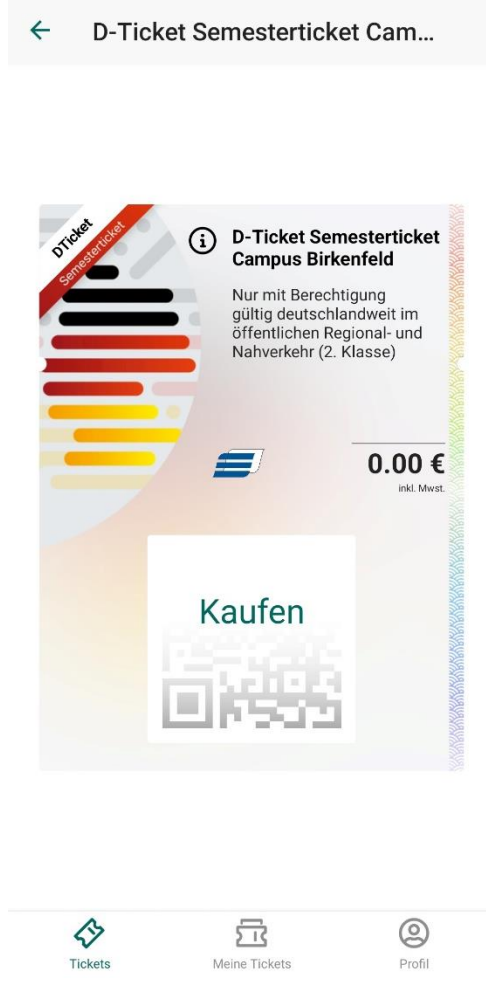 D-Ticket Semesterticket Cam...
DTicket
Semesterticket
D-Ticket Semesterticket
Campus Birkenfeld
Nur mit Berechtigung
gültig deutschlandweit im
öffentlichen Regional- und
Nahverkehr (2. Klasse)
0.00 €
inkl. Mwst.
Kaufen
Tickets
Meine Tickets
Profil